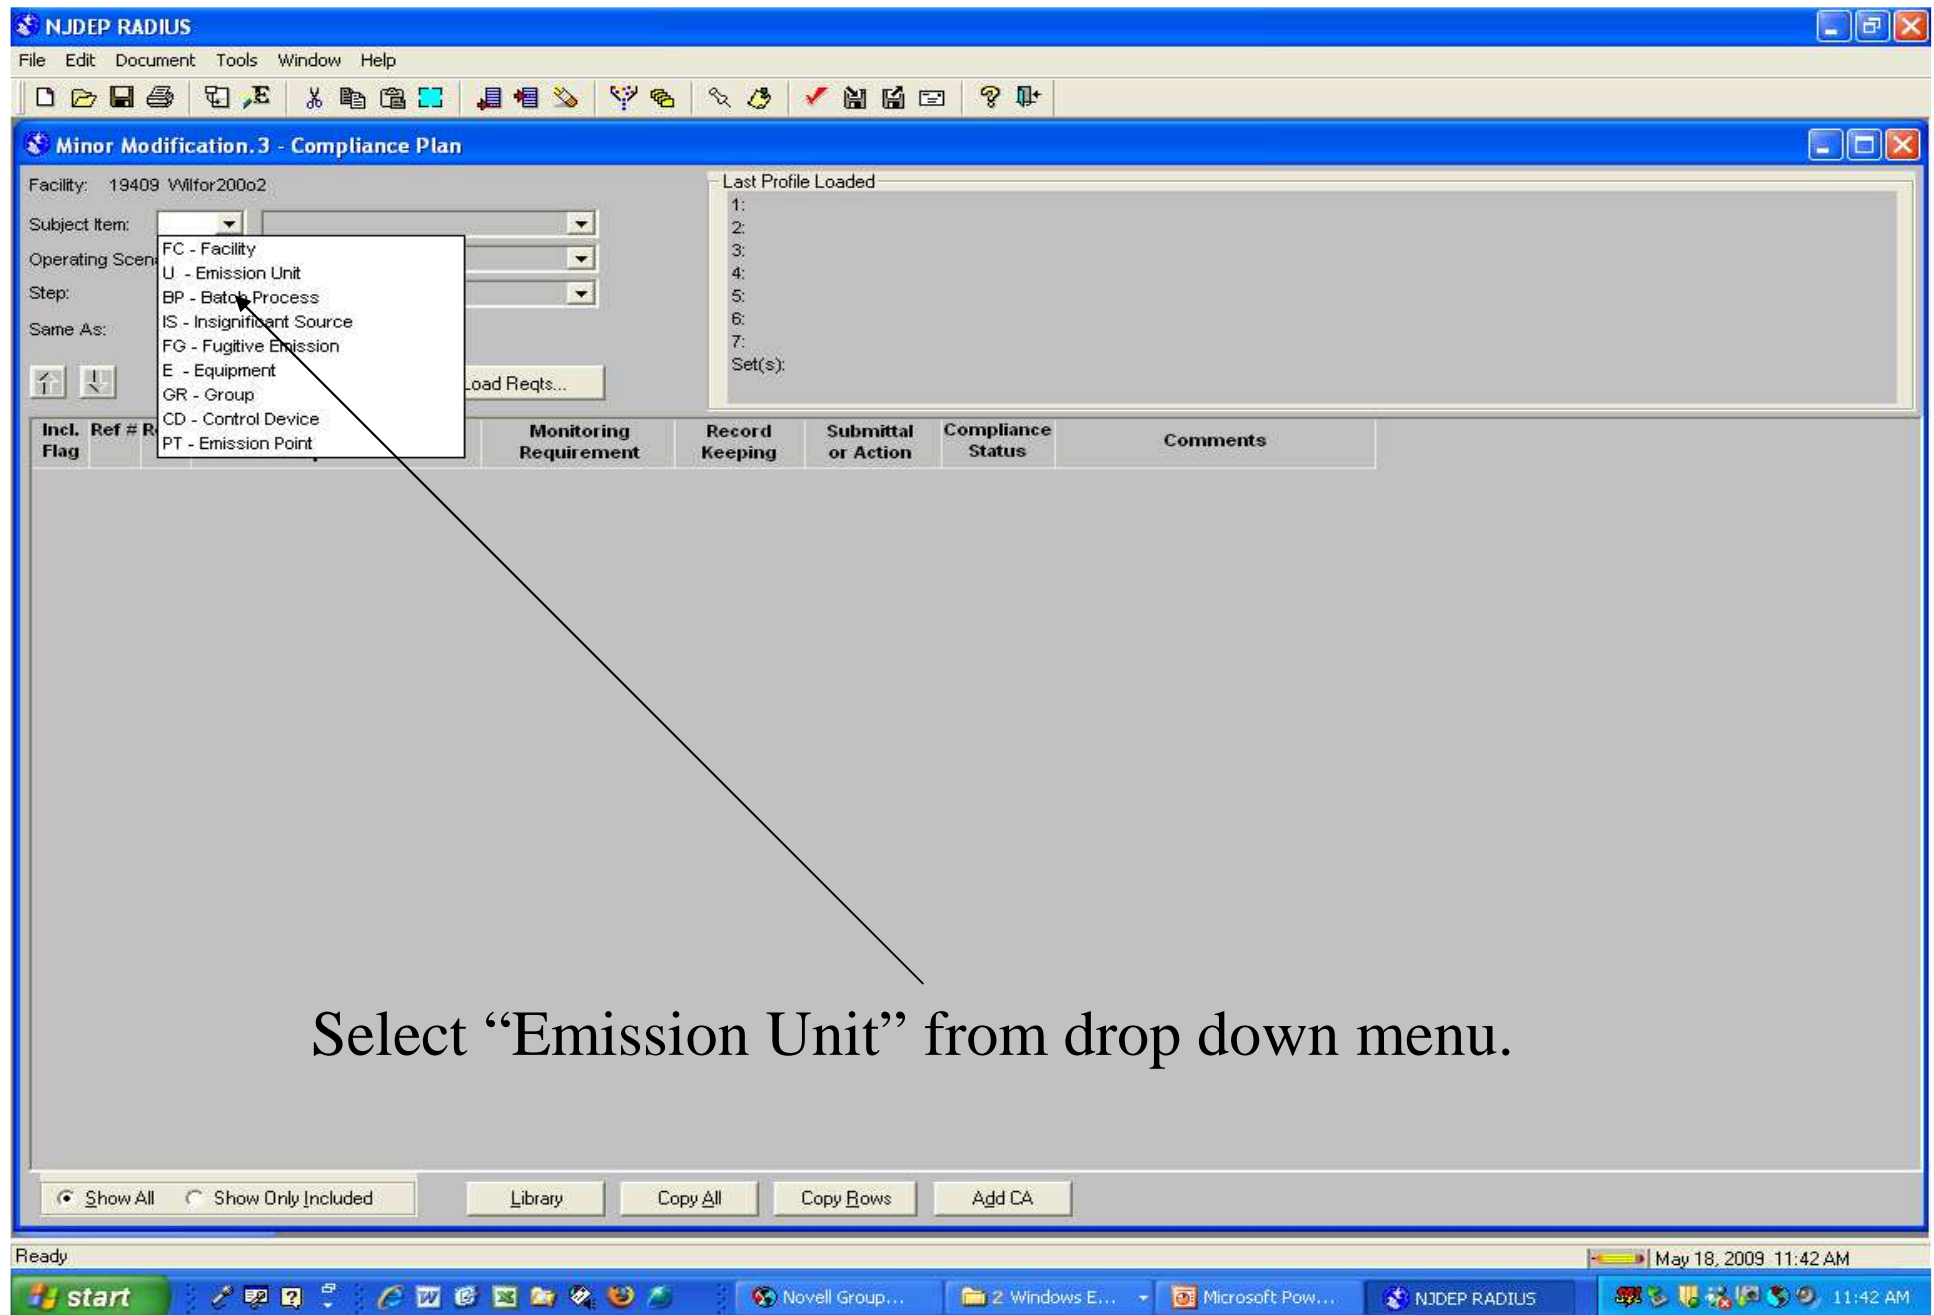 NJDEP RADIUS
File Edit Document Tools Window Help
Minor Modification.3 - Compliance Plan
Facility: 19409 Wilfor200o2
Subject Item:
Operating Scen
Step:
Same As:
FC - Facility
U - Emission Unit
BP - Batch Process
IS - Insignificant Source
FG - Fugitive Emission
E - Equipment
GR - Group
CD - Control Device
PT - Emission Point
Load Reqts...
Last Profile Loaded
1:
2:
3:
4:
5:
6:
7:
Set(s):
Incl. Flag Ref # Monitoring Requirement Record Keeping Submittal or Action Compliance Status Comments
Select “Emission Unit” from drop down menu.
Show All Show Only Included Library Copy All Copy Rows Add CA
Ready May 18, 2009 11:42 AM
start Novell Group... 2 Windows E... Microsoft Pow... NJDEP RADIUS 11:42 AM